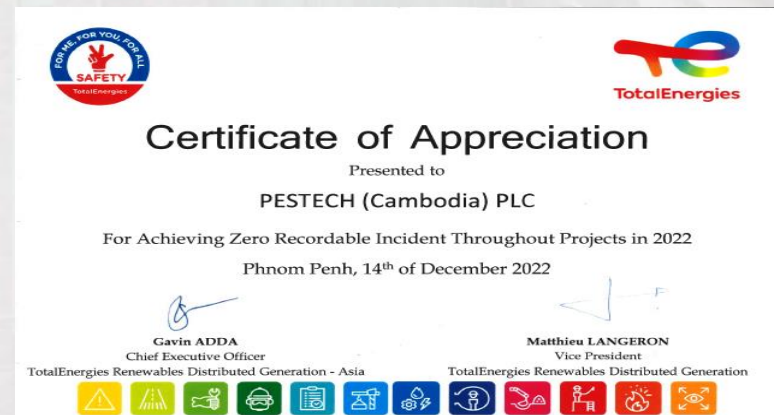 FOR ME, FOR YOU, FOR ALL
SAFETY
TotalEnergies
TotalEnergies
Certificate of Appreciation
Presented to
PESTECH (Cambodia) PLC
For Achieving Zero Recordable Incident Throughout Projects in 2022
Phnom Penh, 14th of December 2022
Gavin ADDA
Chief Executive Officer
TotalEnergies Renewables Distributed Generation - Asia
Matthieu LANGERON
Vice President
TotalEnergies Renewables Distributed Generation